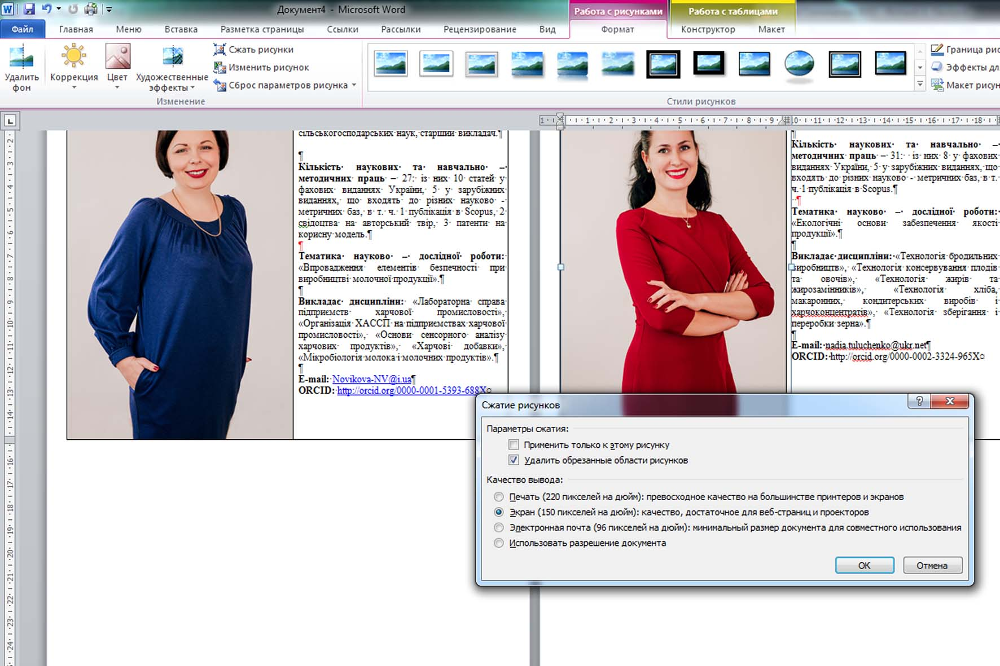 Документ4 - Microsoft Word
Работа с рисунками
Работа с таблицами
Файл
Главная
Меню
Вставка
Разметка страницы
Ссылки
Рассылки
Рецензирование
Вид
Формат
Конструктор
Макет
Удалить фон
Коррекция
Цвет
Художественные эффекты
Сжать рисунки
Изменить рисунок
Сброс параметров рисунка
Изменение
Стили рисунков
Граница рис
Эффекты дл
Макет рисун
сільськогосподарських наук, старший викладач.¶
¶
Кількість наукових та навчально –
методичних праць – 27: із них 10 статей у
фахових виданнях України, 5 у зарубіжних
виданнях, що входять до різних науково -
метричних баз, в т. ч. 1 публікація в Scopus, 2
свідоцтва на авторський твір, 3 патенти на
корисну модель.¶
¶
Тематика науково – дослідної роботи:
«Впровадження елементів безпечності при
виробництві молочної продукції».¶
¶
Викладає дисципліни: «Лабораторна справа
підприємств харчової промисловості»,
«Організація ХАССП на підприємствах харчової
промисловості», «Основи сенсорного аналізу
харчових продуктів», «Харчові добавки»,
«Мікробіологія молока і молочних продуктів».¶
¶
E-mail: Novikova-NV@i.ua¶
ORCID: http://orcid.org/0000-0001-5393-688X¤
¶
Кількість наукових та навчально –
методичних праць – 31: із них 8 у фахових
виданнях України, 5 у зарубіжних виданнях, що
входять до різних науково - метричних баз, в т.
ч. 1 публікація в Scopus.¶
¶
Тематика науково – дослідної роботи:
«Екологічні основи забезпечення якості
продукції».¶
¶
Викладає дисципліни: «Технологія бродильних
виробництв», «Технологія консервування плодів
та овочів», «Технологія жирів та
жирозамінників», «Технологія хліба,
макаронних, кондитерських виробів і
харчоконцентратів», «Технологія зберігання і
переробки зерна».¶
¶
E-mail: nadia.tuluchenko@ukr.net¶
ORCID: http://orcid.org/0000-0002-3324-965X¤
Сжатие рисунков
Параметры сжатия:
Применить только к этому рисунку
Удалить обрезанные области рисунков
Качество вывода:
Печать (220 пикселей на дюйм): превосходное качество на большинстве принтеров и экранов
Экран (150 пикселей на дюйм): качество, достаточное для веб-страниц и проекторов
Электронная почта (96 пикселей на дюйм): минимальный размер документа для совместного использования
Использовать разрешение документа
ОК
Отмена